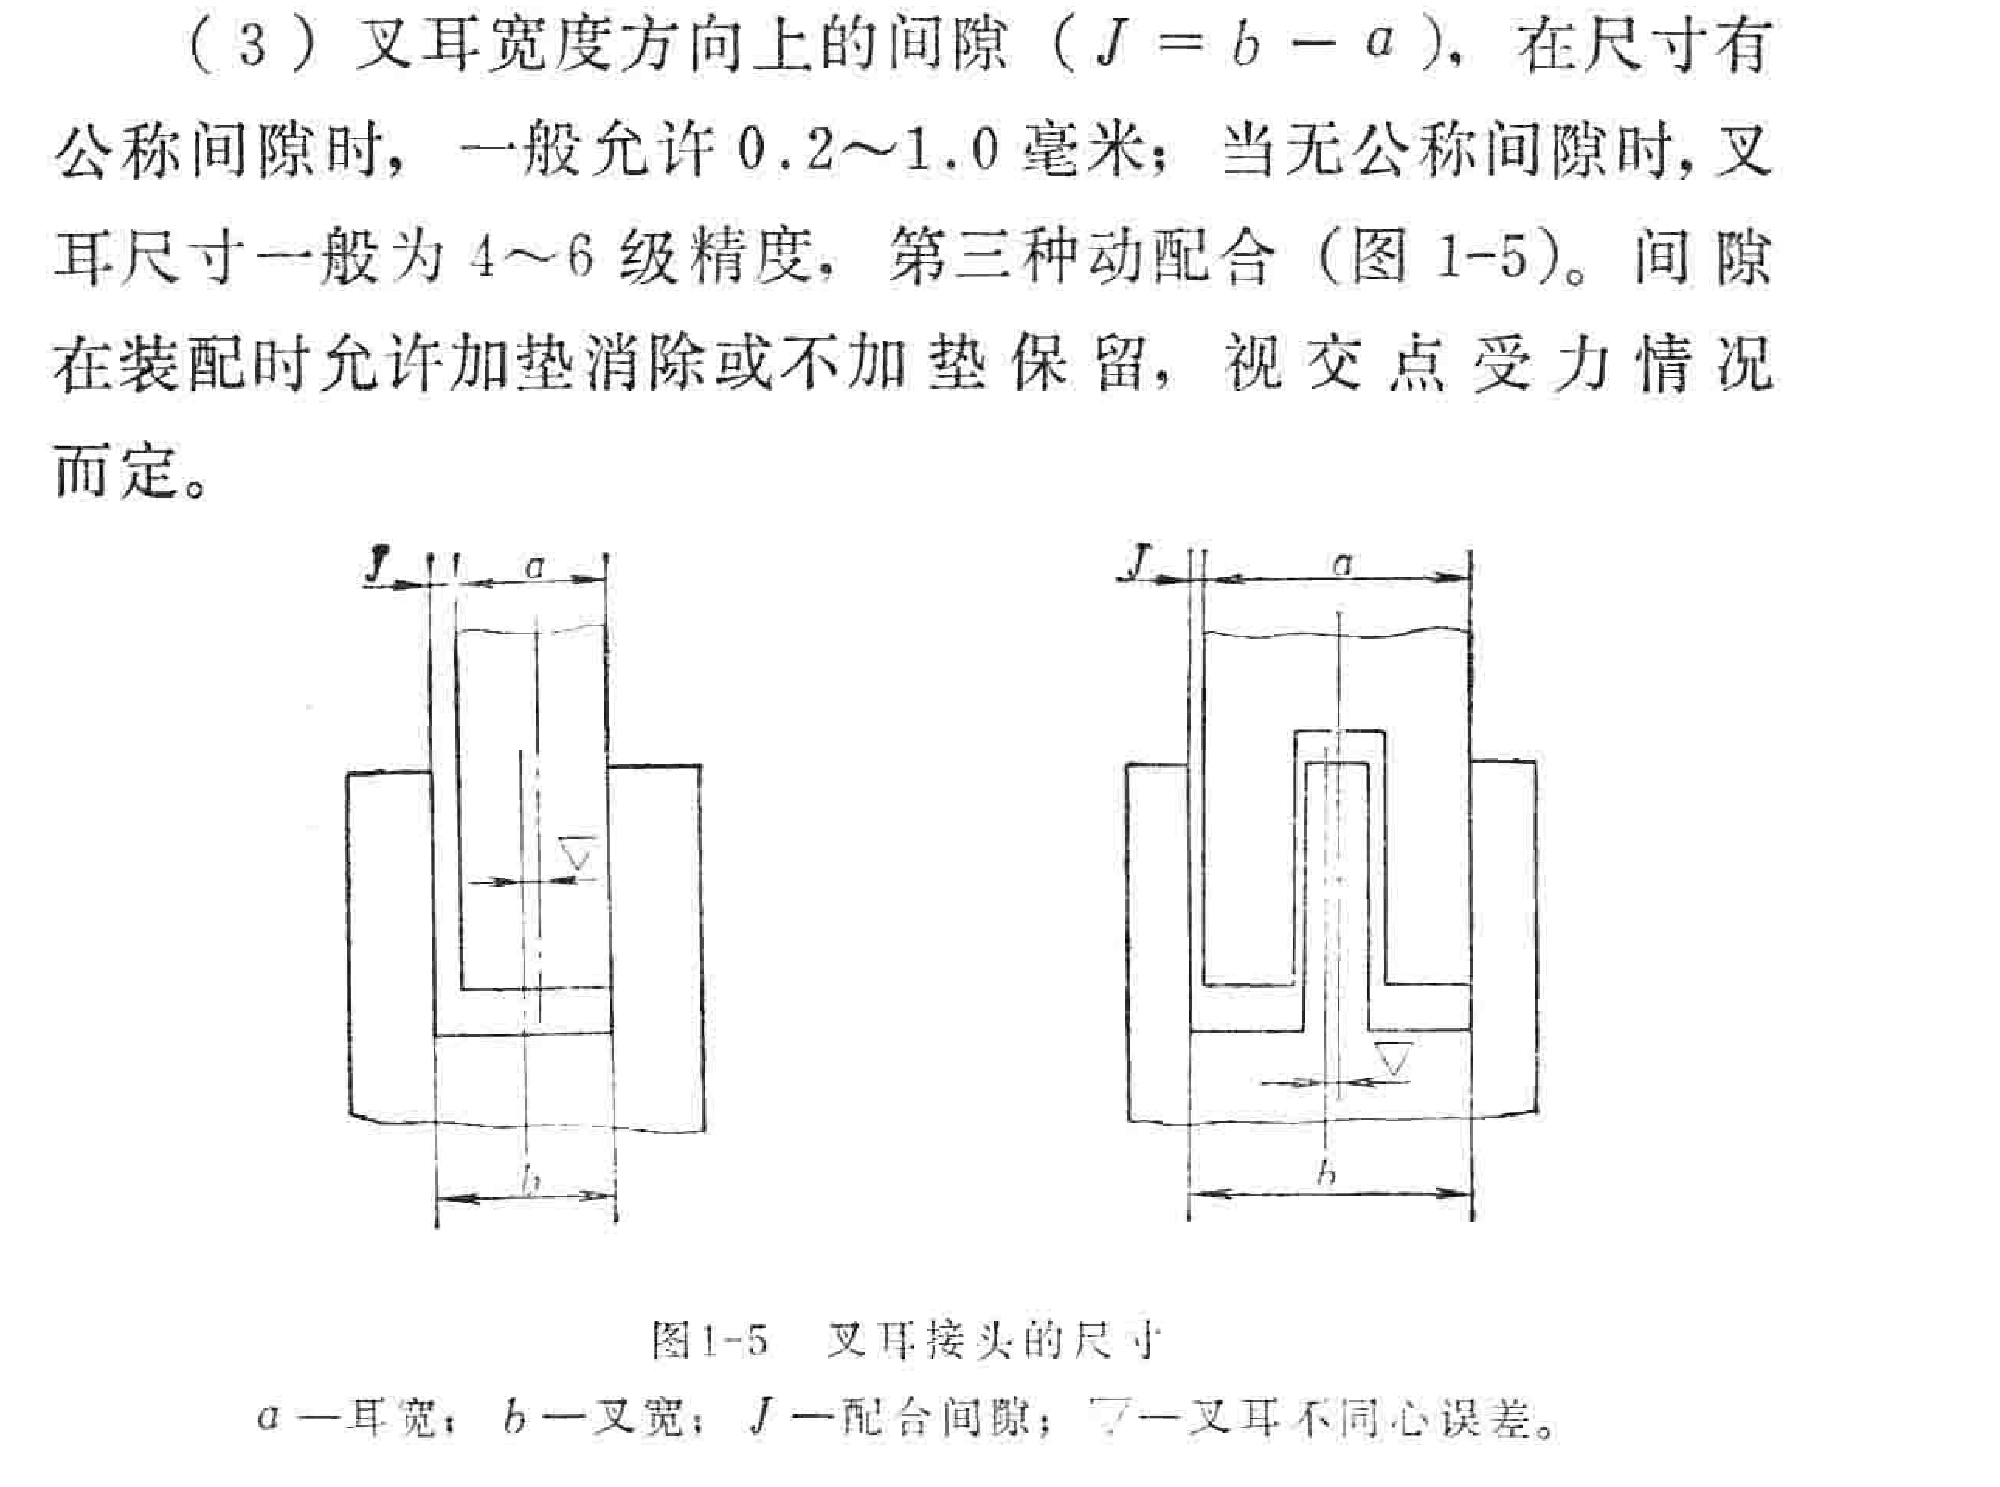 （3）叉耳宽度方向上的间隙（J＝b－a），在尺寸有
公称间隙时，一般允许0.2～1.0毫米；当无公称间隙时，叉
耳尺寸一般为4～6级精度，第三种动配合（图1-5）。间隙
在装配时允许加垫消除或不加垫保留，视交点受力情况
而定。
J a
J a
▽
▽
b
b
图1-5 叉耳接头的尺寸
a—耳宽；b—叉宽；J—配合间隙；▽—叉耳不同心误差。